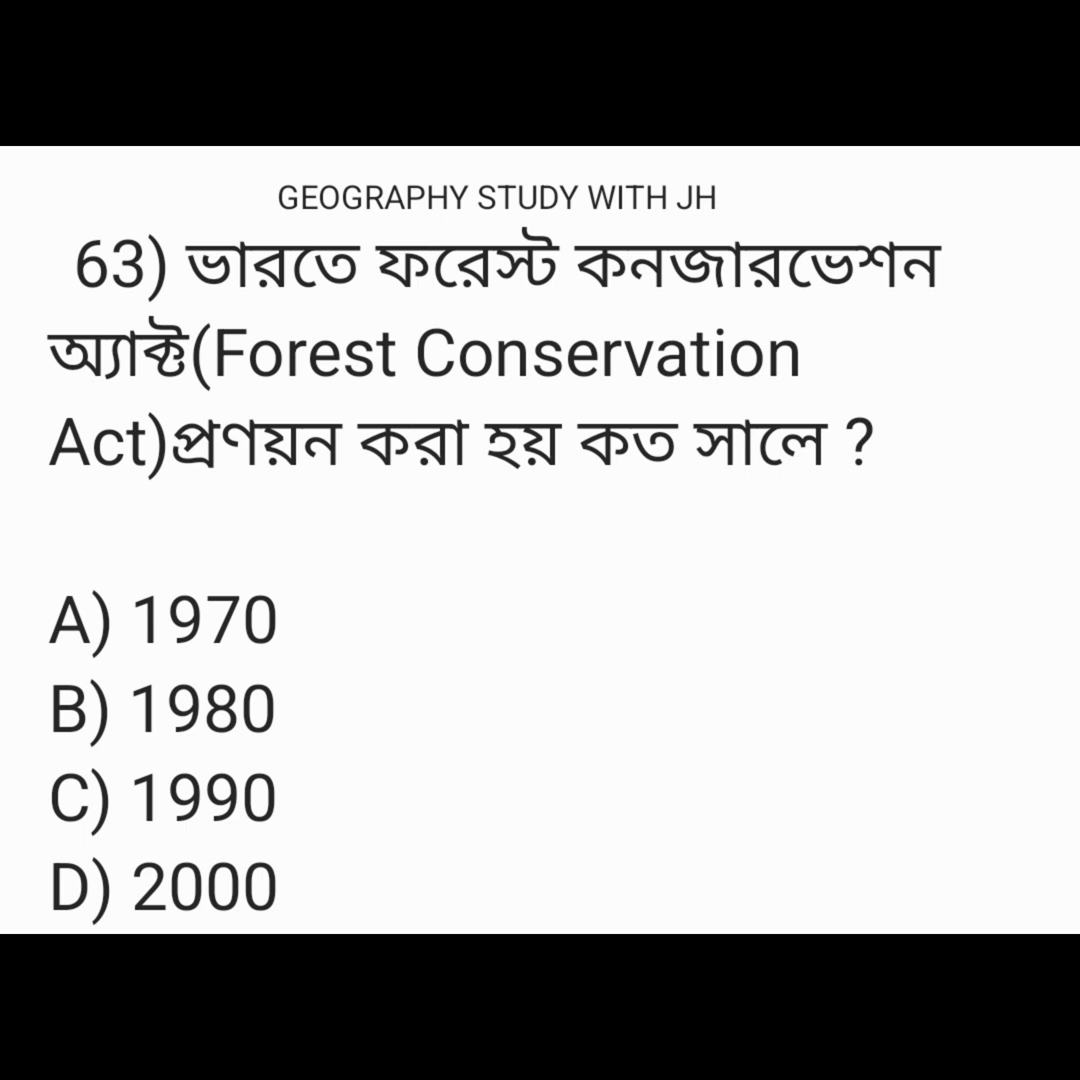 GEOGRAPHY STUDY WITH JH
63) ভারতে ফরেস্ট কনজারভেশন
অ্যাক্ট(Forest Conservation
Act)প্রণয়ন করা হয় কত সালে ?
A) 1970
B) 1980
C) 1990
D) 2000